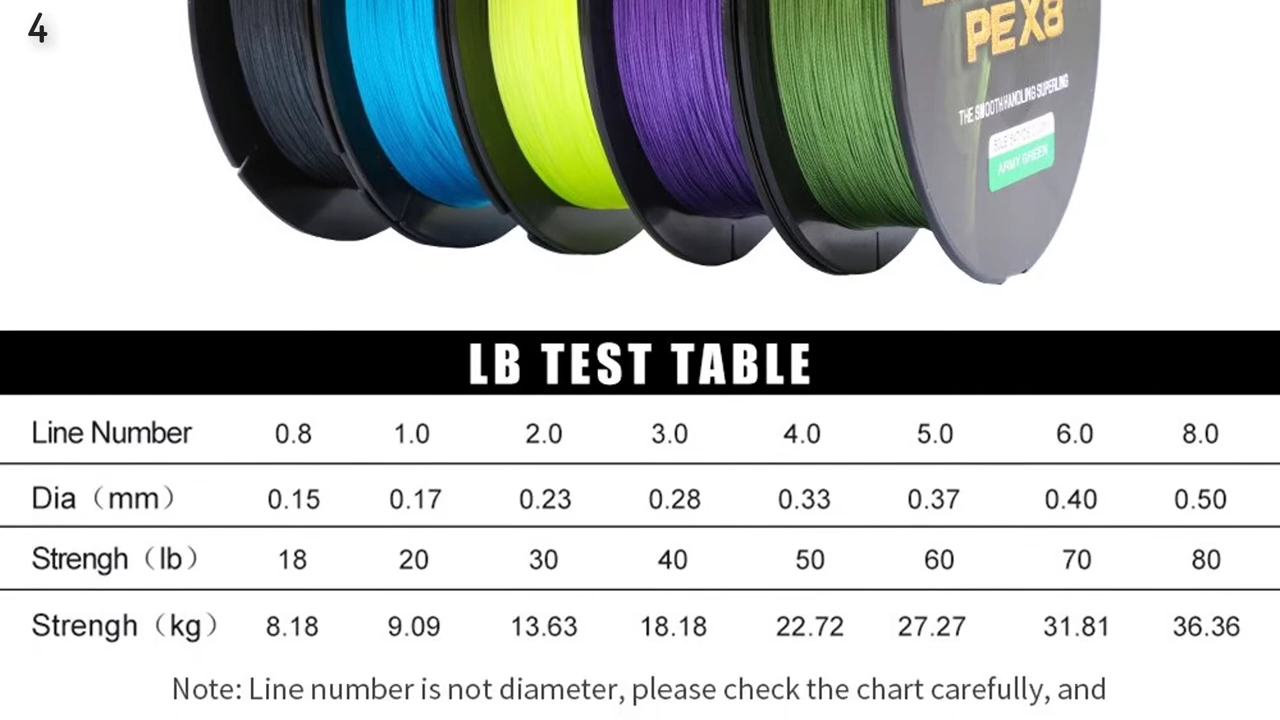 4
PE X8
THE SMOOTH HANDLING SUPERLINE
ARMY GREEN
LB TEST TABLE
Line Number 0.8 1.0 2.0 3.0 4.0 5.0 6.0 8.0
Dia（mm） 0.15 0.17 0.23 0.28 0.33 0.37 0.40 0.50
Strengh（lb） 18 20 30 40 50 60 70 80
Strengh（kg） 8.18 9.09 13.63 18.18 22.72 27.27 31.81 36.36
Note: Line number is not diameter, please check the chart carefully, and